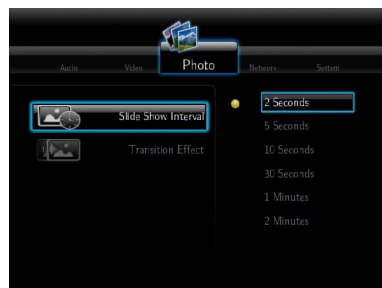 Audio Video Photo Network System
Slide Show Interval
Transition Effect
2 Seconds
5 Seconds
10 Seconds
30 Seconds
1 Minutes
2 Minutes